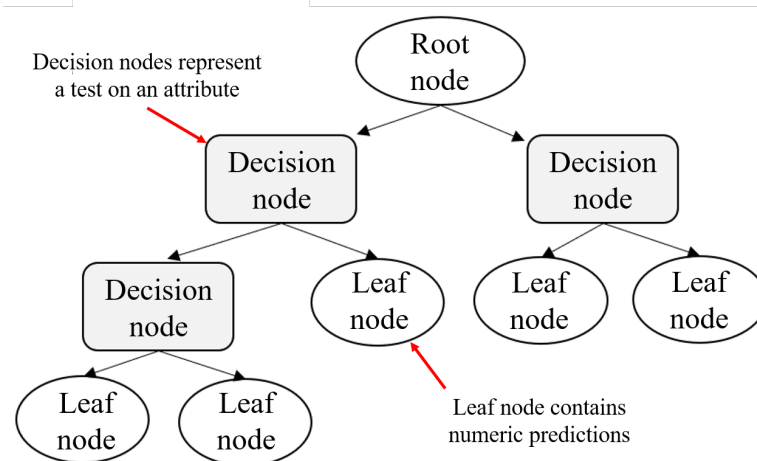 Root
node
Decision nodes represent
a test on an attribute
Decision
node
Decision
node
Decision
node
Leaf
node
Leaf
node
Leaf
node
Leaf
node
Leaf
node
Leaf node contains
numeric predictions